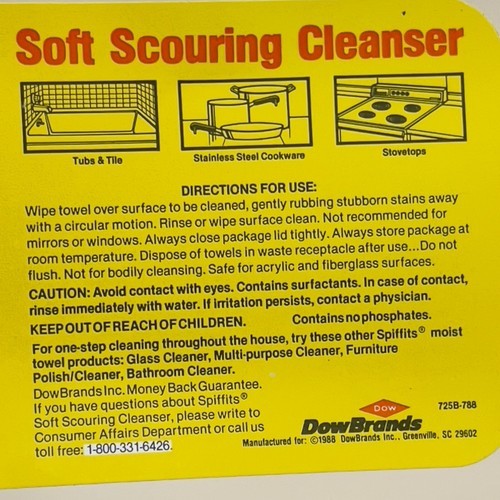 Soft Scouring Cleanser
Tubs & Tile
Stainless Steel Cookware
Stovetops
DIRECTIONS FOR USE:
Wipe towel over surface to be cleaned, gently rubbing stubborn stains away
with a circular motion. Rinse or wipe surface clean. Not recommended for
mirrors or windows. Always close package lid tightly. Always store package at
room temperature. Dispose of towels in waste receptacle after use...Do not
flush. Not for bodily cleansing. Safe for acrylic and fiberglass surfaces.
CAUTION: Avoid contact with eyes. Contains surfactants. In case of contact,
rinse immediately with water. If irritation persists, contact a physician.
KEEP OUT OF REACH OF CHILDREN. Contains no phosphates.
For one-step cleaning throughout the house, try these other Spiffits® moist
towel products: Glass Cleaner, Multi-purpose Cleaner, Furniture
Polish/Cleaner, Bathroom Cleaner.
DowBrands Inc. Money Back Guarantee.
If you have questions about Spiffits®
Soft Scouring Cleanser, please write to
Consumer Affairs Department or call us
toll free: 1-800-331-6426.
Dow
725B-788
DowBrands
Manufactured for: ©1988 DowBrands Inc., Greenville, SC 29602